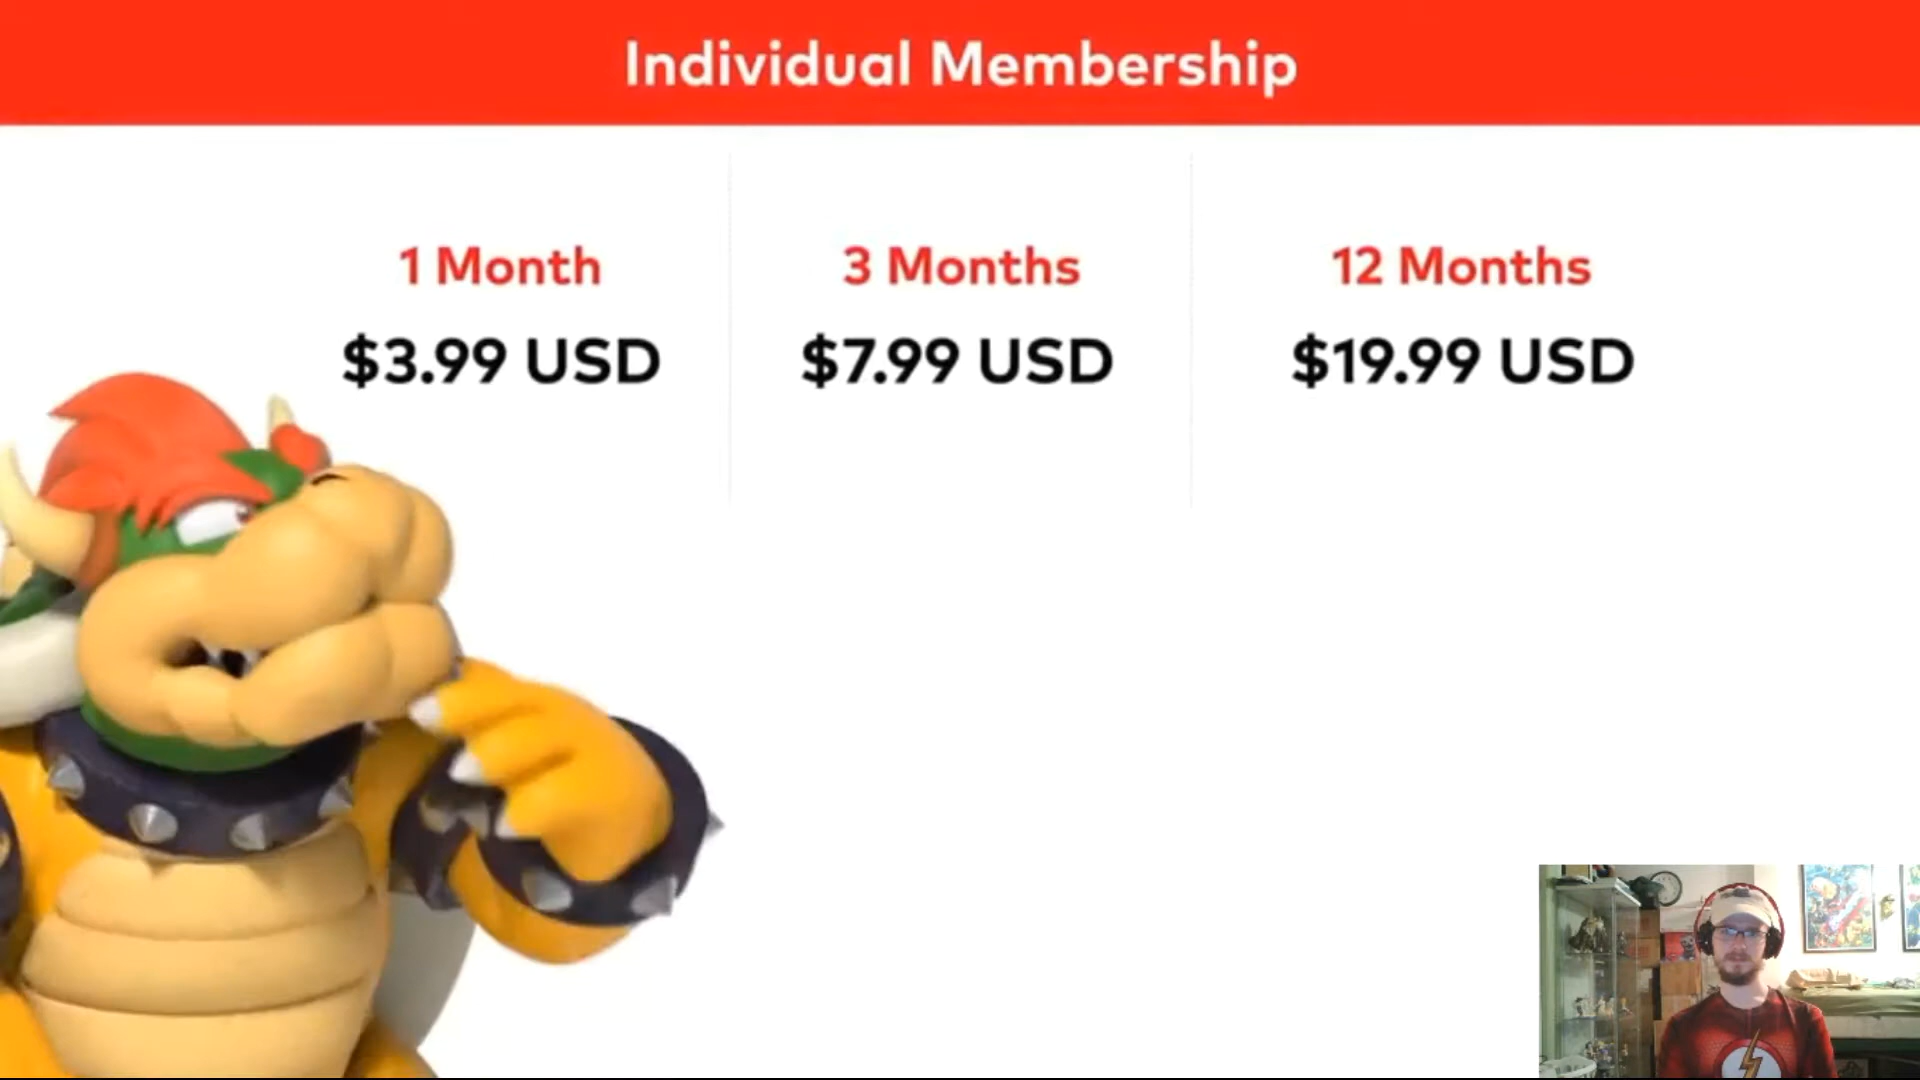 Individual Membership
1 Month
$3.99 USD
3 Months
$7.99 USD
12 Months
$19.99 USD